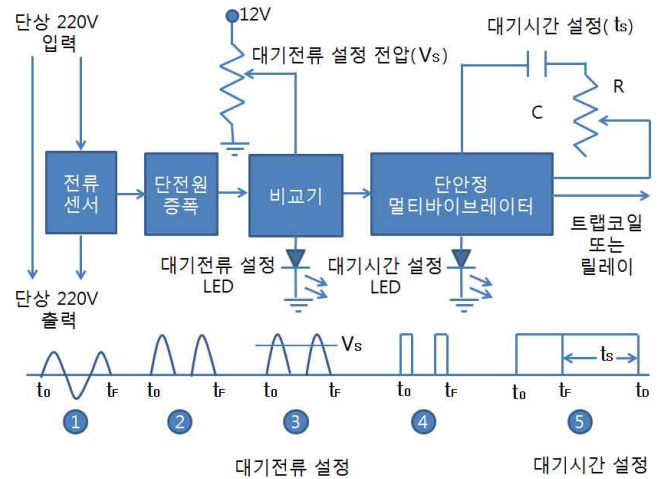 단상 220V
입력
12V
대기전류 설정 전압(Vs)
대기시간 설정( ts)
R
C
전류
센서
단전원
증폭
비교기
단안정
멀티바이브레이터
트랩코일
또는
릴레이
대기전류 설정
LED
대기시간 설정
LED
단상 220V
출력
Vs
ts
t0 tF t0 tF t0 tF t0 tF t0 tF tD
1 2 3 4 5
대기전류 설정 대기시간 설정